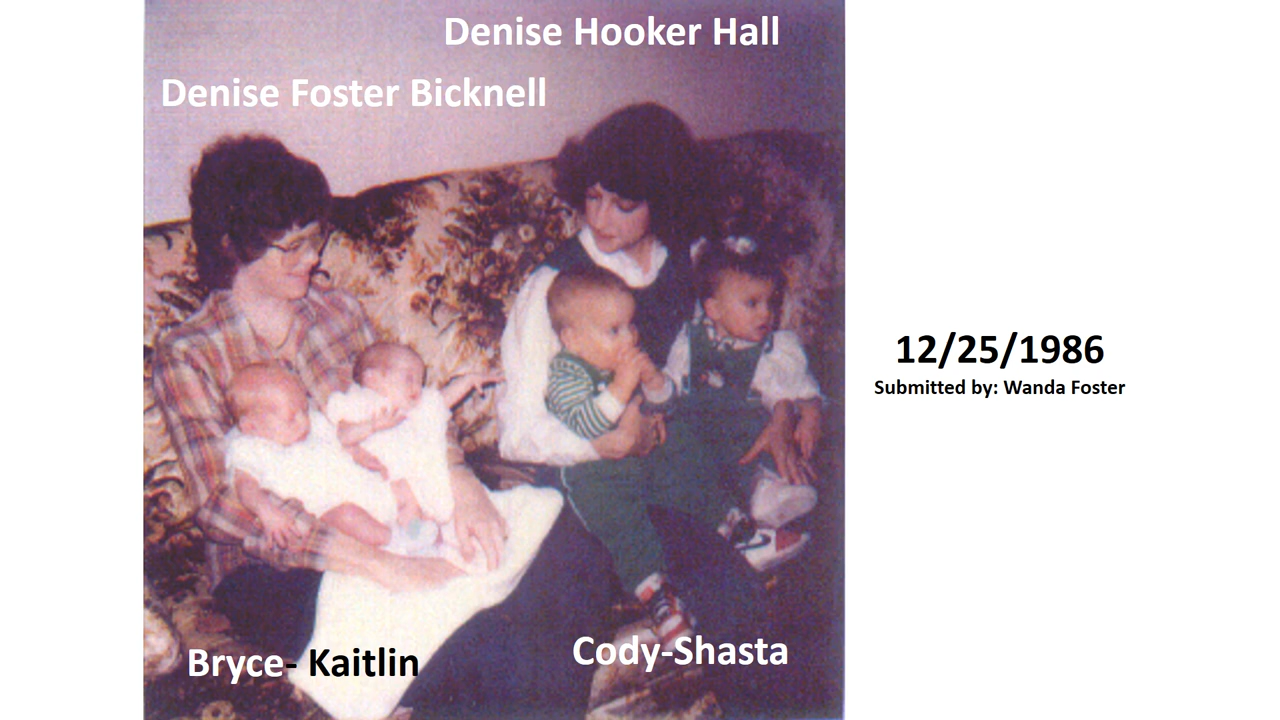 Denise Hooker Hall
Denise Foster Bicknell
12/25/1986
Submitted by: Wanda Foster
Bryce- Kaitlin
Cody-Shasta